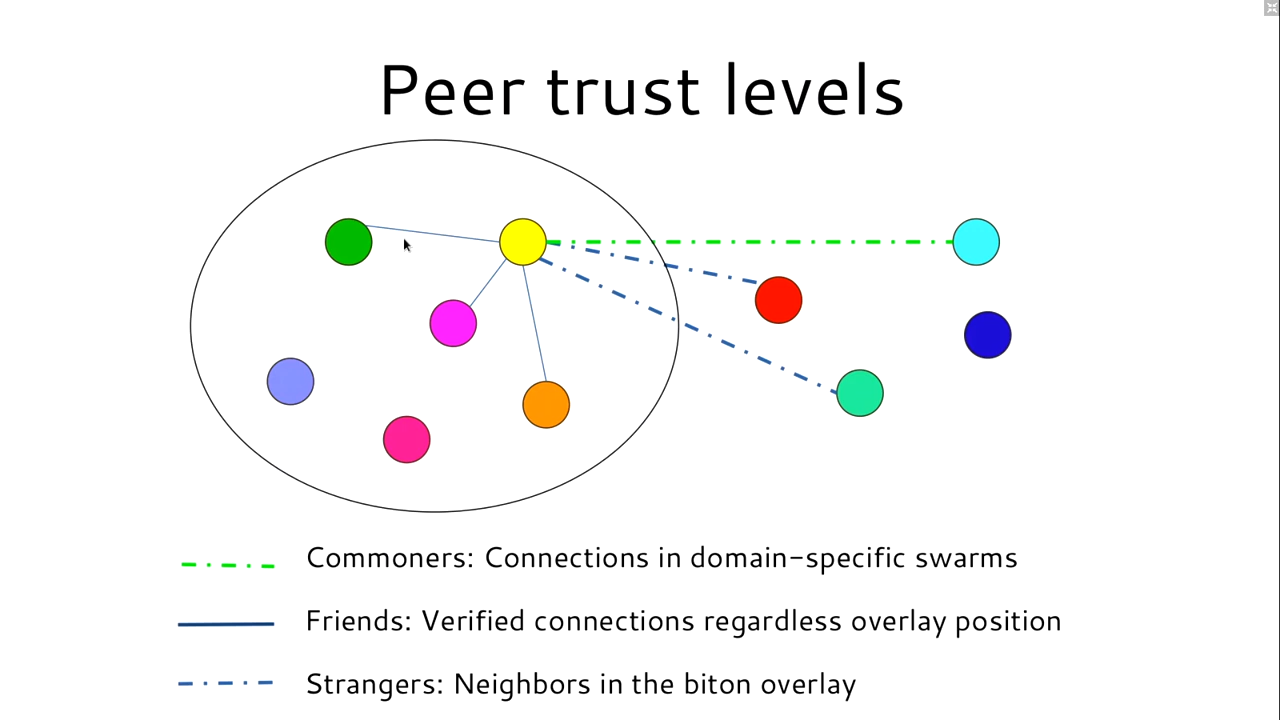 Peer trust levels
Commoners: Connections in domain-specific swarms
Friends: Verified connections regardless overlay position
Strangers: Neighbors in the biton overlay